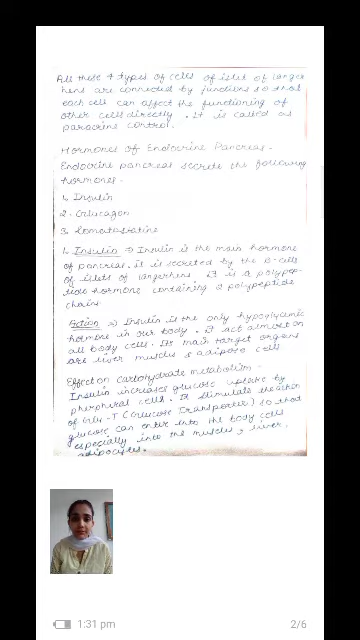 All these 4 types of cells of islet of langer
hens are connected by junctions so that
each cell can affect the functioning of
other cells directly. It is called as
paracrine control.
Hormones of Endocrine Pancreas-
Endocrine pancreas secrete the following
hormones-
1. Insulin
2. Glucagon
3. Somatostatine
1. Insulin → Insulin is the main hormone
of pancreas. It is secreted by the B-cells
of islets of langerhens. It is a polypep-
tide hormone containing 2 polypeptide
chains
Action → Insulin is the only hypoglycemic
hormone in our body. It act almost on
all body cells. Its main target organs
are liver muscles & adipose cells
Effect on Carbohydrate metabolism-
Insulin increases glucose uptake by
pheripheral cells. It stimulate the action
of GLU-T (Glucose Transporter) so that
glucose can enter into the body cells
especially into the muscles, liver,
adipocytes.
1:31 pm
2/6